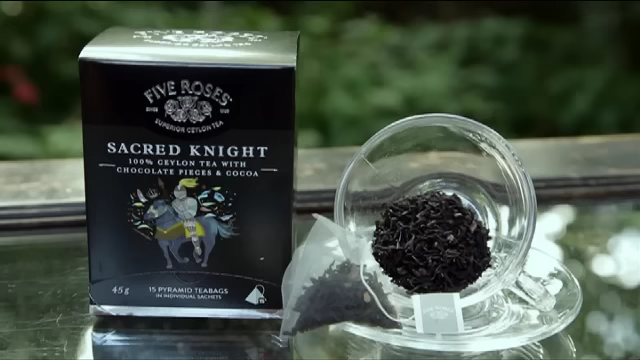 FIVE ROSES
SUPERIOR CEYLON TEA
SACRED KNIGHT
100% CEYLON TEA WITH
CHOCOLATE PIECES & COCOA
45g
15 PYRAMID TEABAGS
IN INDIVIDUAL SACHETS